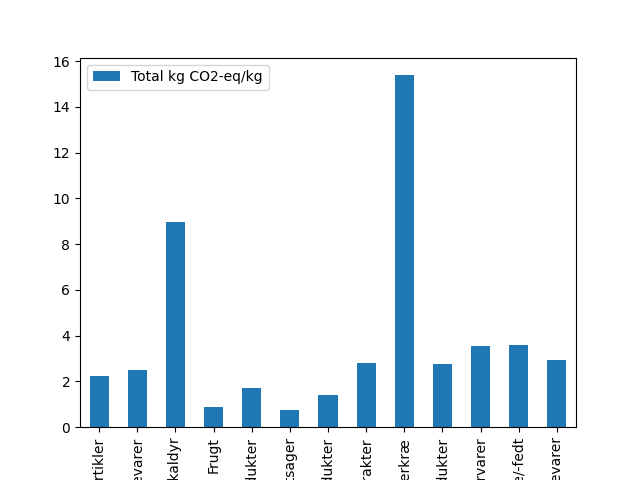 Total kg CO2-eq/kg
16
14
12
10
8
6
4
2
0
rtikler
evarer
kaldyr
Frugt
dukter
tsager
dukter
rakter
erkræ
dukter
rvarer
e/-fedt
evarer